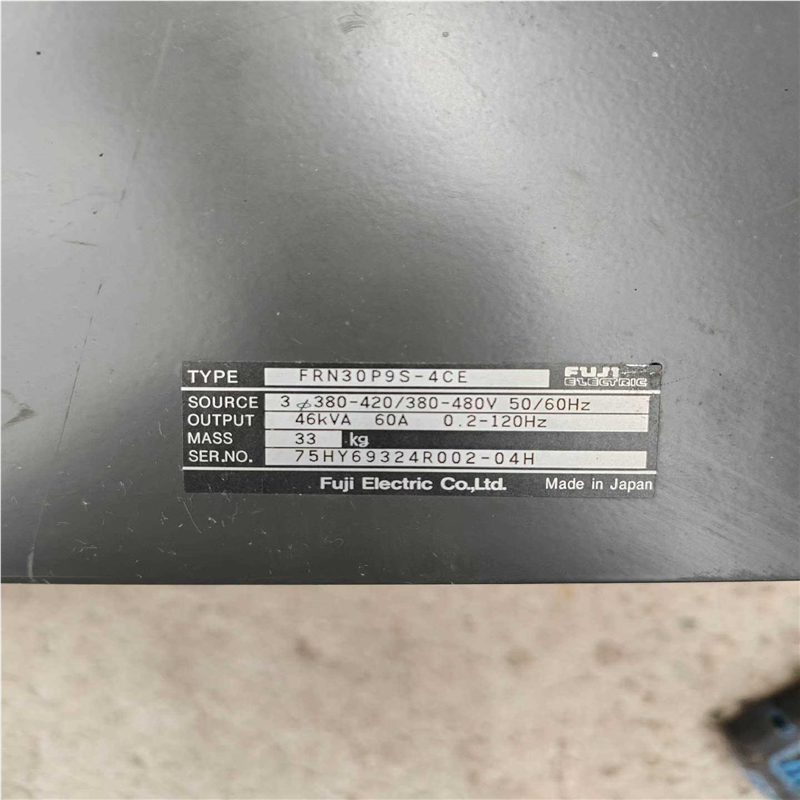 TYPE FRN30P9S-4CE FUJI ELECTRIC
SOURCE 3ϕ380-420/380-480V 50/60Hz
OUTPUT 46kVA 60A 0.2-120Hz
MASS 33 kg
SER.NO. 75HY69324R002-04H
Fuji Electric Co.,Ltd. Made in Japan